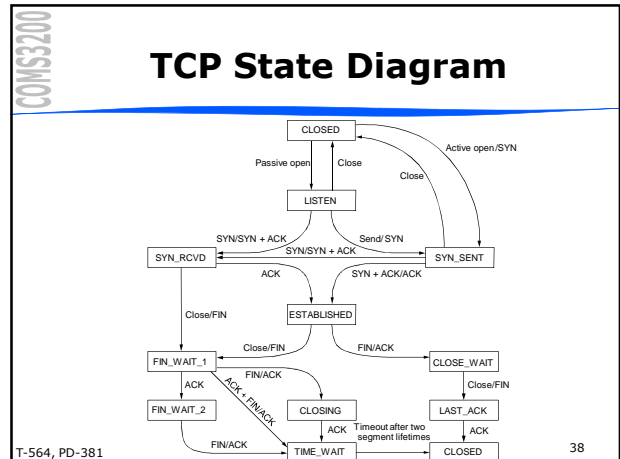 COMS3200
TCP State Diagram
CLOSED
Active open/SYN
Passive open
Close
Close
LISTEN
SYN/SYN + ACK
Send/SYN
SYN/SYN + ACK
SYN_RCVD
SYN_SENT
ACK
SYN + ACK/ACK
Close/FIN
ESTABLISHED
Close/FIN
FIN/ACK
FIN_WAIT_1
CLOSE_WAIT
FIN/ACK
ACK
ACK + FIN/ACK
Close/FIN
FIN_WAIT_2
CLOSING
LAST_ACK
ACK
Timeout after two
segment lifetimes
ACK
FIN/ACK
TIME_WAIT
CLOSED
T-564, PD-381
38